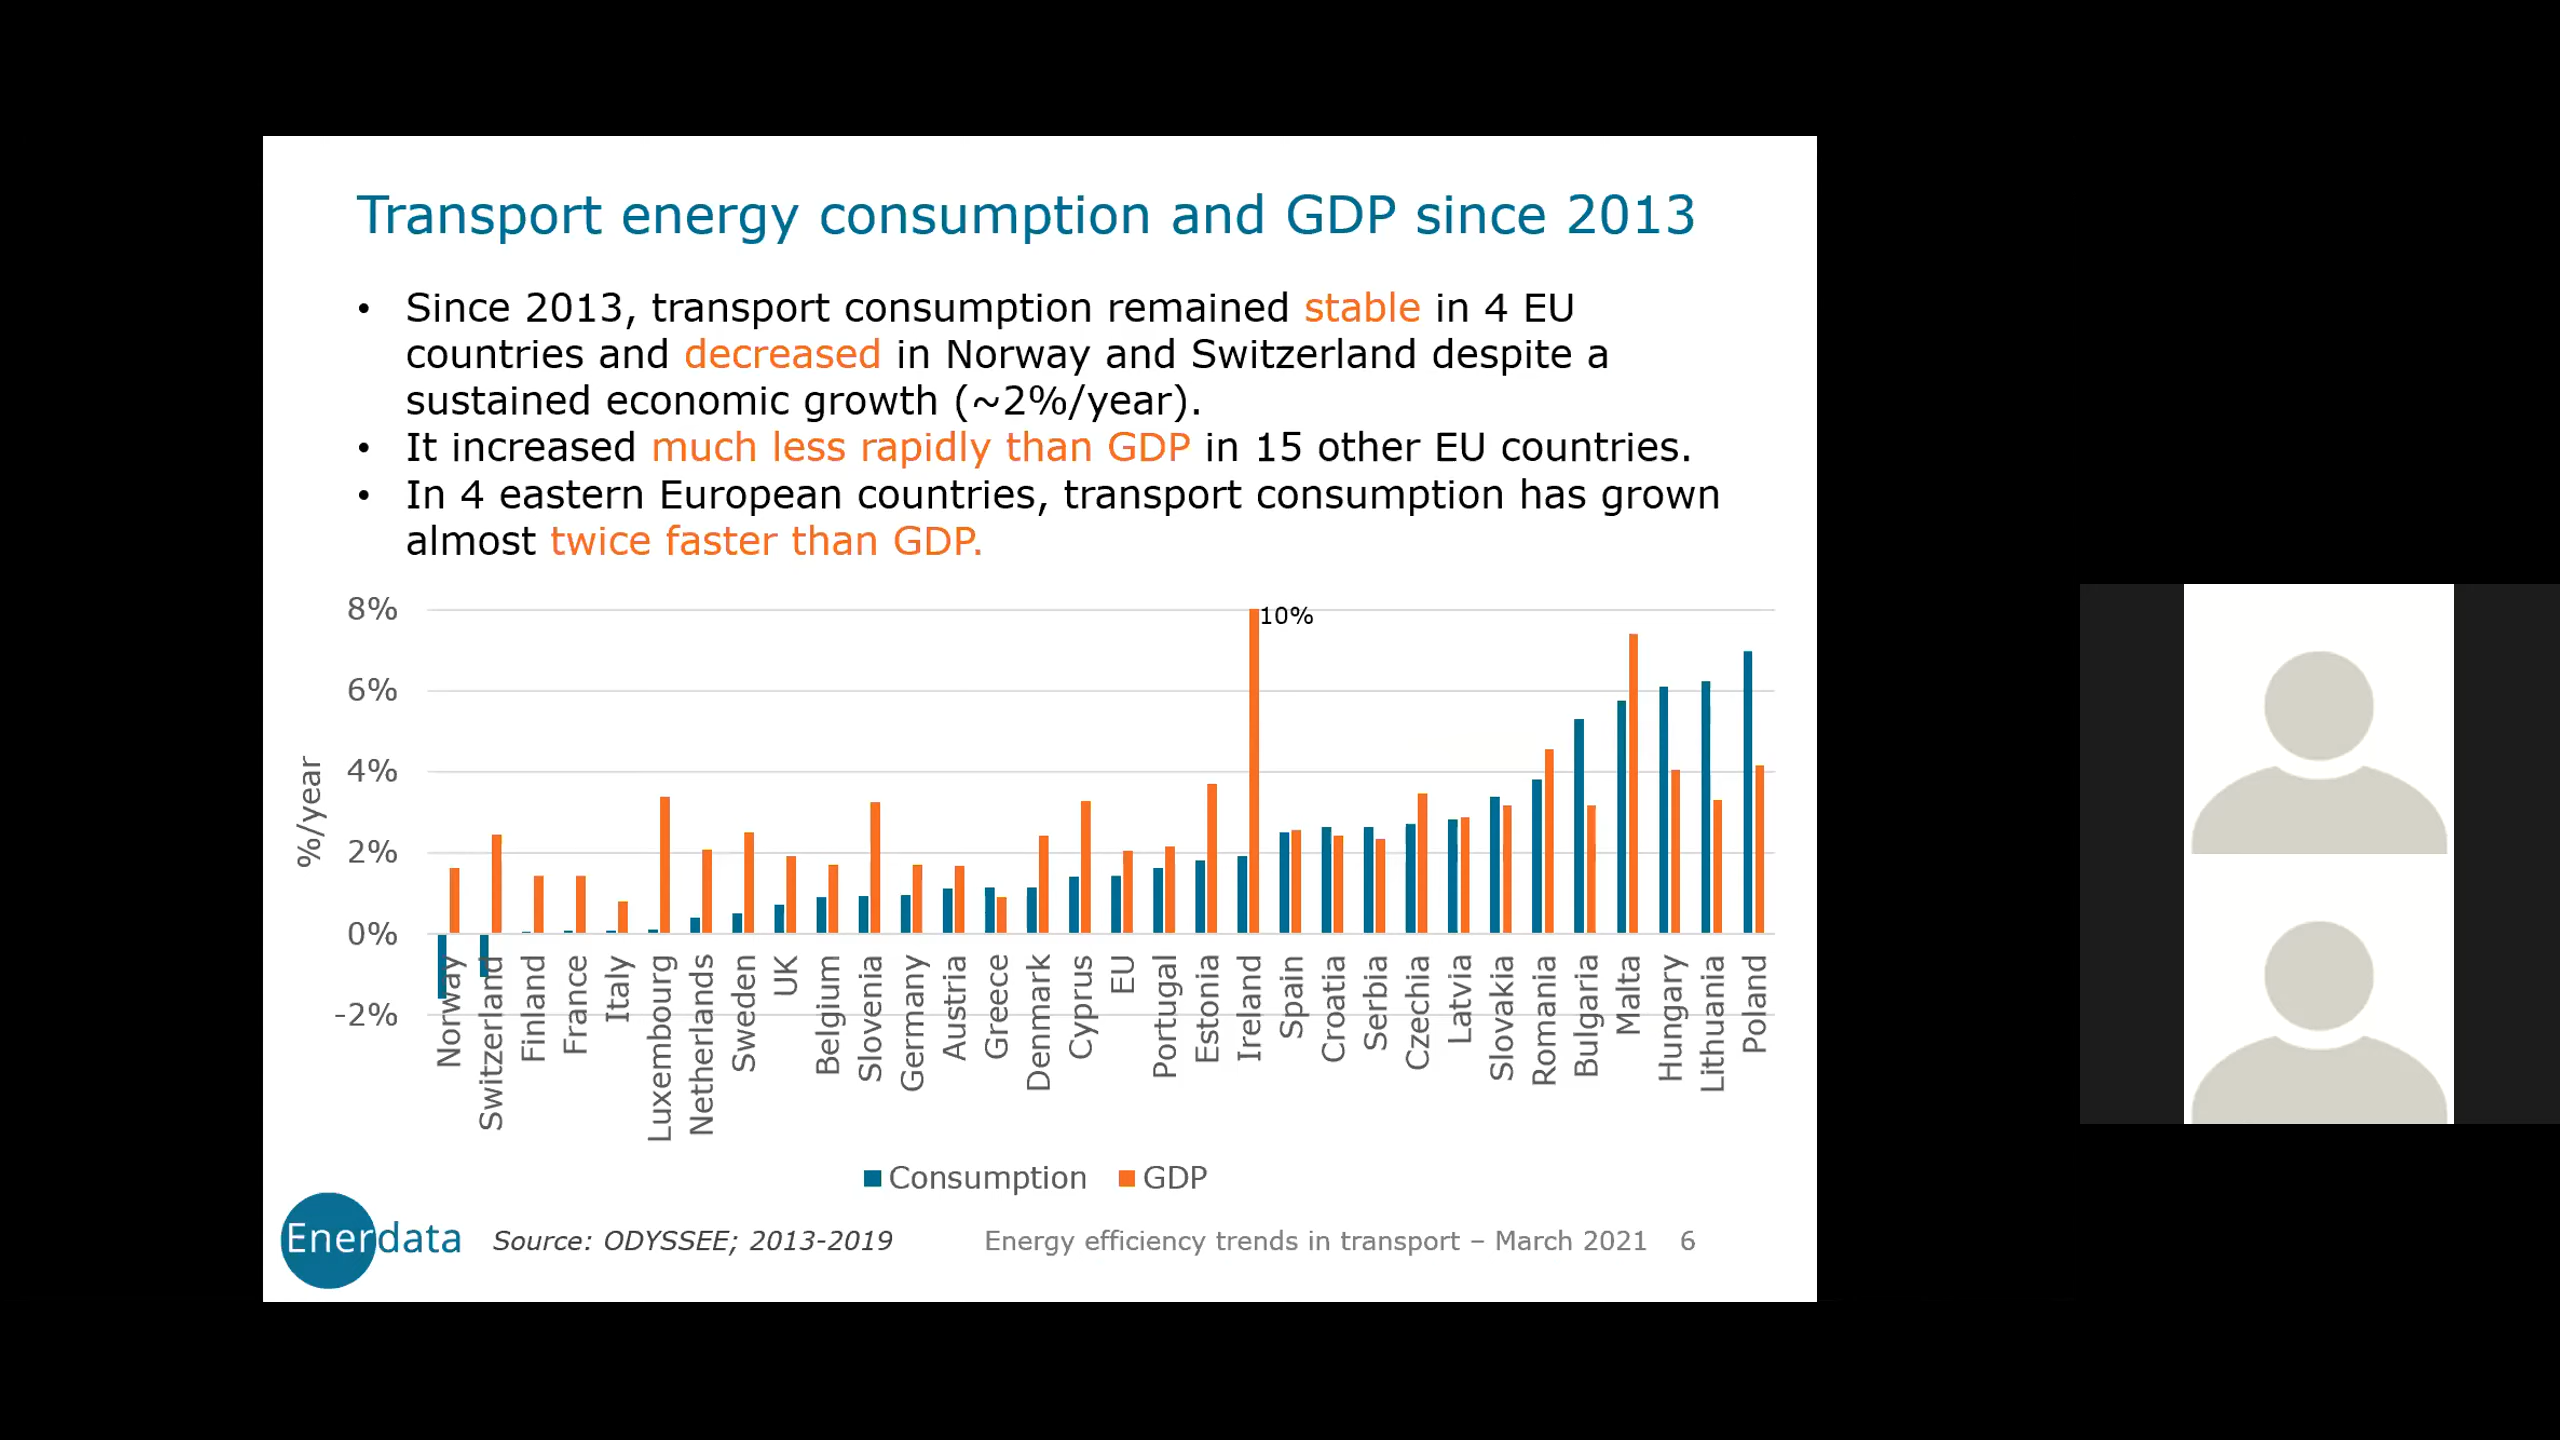 Transport energy consumption and GDP since 2013
• Since 2013, transport consumption remained stable in 4 EU
countries and decreased in Norway and Switzerland despite a
sustained economic growth (~2%/year).
• It increased much less rapidly than GDP in 15 other EU countries.
• In 4 eastern European countries, transport consumption has grown
almost twice faster than GDP.
8%
10%
6%
4%
2%
0%
-2%
%/year
Norway
Switzerland
Finland
France
Italy
Luxembourg
Netherlands
Sweden
UK
Belgium
Slovenia
Germany
Austria
Greece
Denmark
Cyprus
EU
Portugal
Estonia
Ireland
Spain
Croatia
Serbia
Czechia
Latvia
Slovakia
Romania
Bulgaria
Malta
Hungary
Lithuania
Poland
Consumption GDP
Enerdata
Source: ODYSSEE; 2013-2019
Energy efficiency trends in transport – March 2021 6